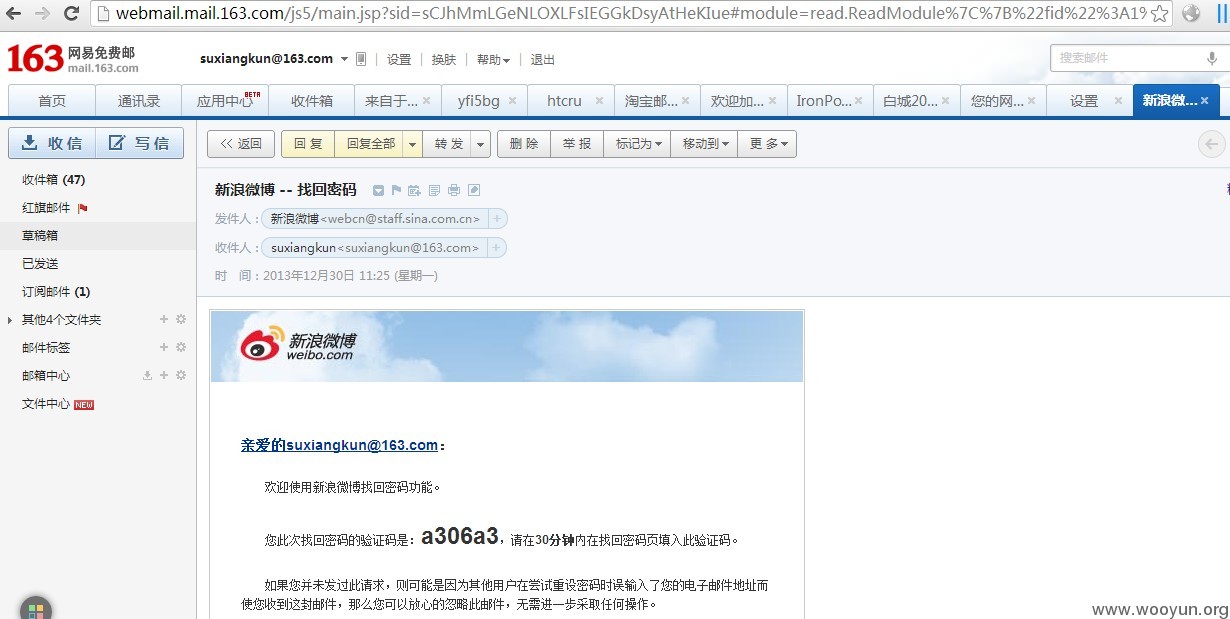 webmail.mail.163.com/js5/main.jsp?sid=sCJhMmLGeNLOXLFsIEGGkDsyAtHeKIue#module=read.ReadModule%7C%7B%22fid%22%3A1%
163 网易免费邮 mail.163.com
suxiangkun@163.com 设置 换肤 帮助 退出
搜索邮件
首页 通讯录 应用中心 BETA 收件箱 来自于... yfi5bg htcru 淘宝邮... 欢迎加... IronPo... 白城20... 您的网... 设置 新浪微...
收信 写信
<< 返回 回复 回复全部 转发 删除 举报 标记为 移动到 更多
收件箱 (47)
红旗邮件
草稿箱
已发送
订阅邮件 (1)
其他4个文件夹
邮件标签
邮箱中心
文件中心 NEW
新浪微博 -- 找回密码
发件人：新浪微博<webcn@staff.sina.com.cn>
收件人：suxiangkun<suxiangkun@163.com>
时 间：2013年12月30日 11:25 (星期一)
新浪微博
weibo.com
亲爱的suxiangkun@163.com：
欢迎使用新浪微博找回密码功能。
您此次找回密码的验证码是：a306a3，请在30分钟内在找回密码页填入此验证码。
如果您并未发过此请求，则可能是因为其他用户在尝试重设密码时误输入了您的电子邮件地址而
使您收到这封邮件，那么您可以放心的忽略此邮件，无需进一步采取任何操作。
www.wooyun.org